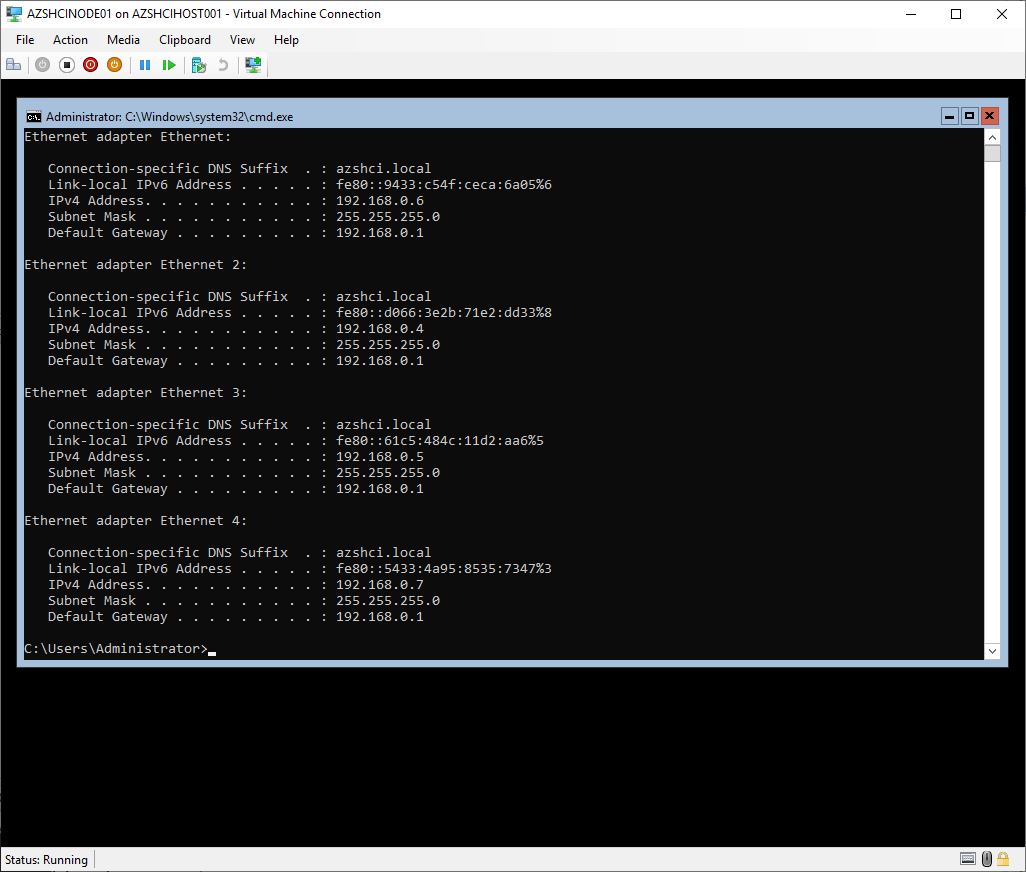 AZSHCINODE01 on AZSHCIHOST001 - Virtual Machine Connection
File Action Media Clipboard View Help
Administrator: C:\Windows\system32\cmd.exe
Ethernet adapter Ethernet:
Connection-specific DNS Suffix  . : azshci.local
Link-local IPv6 Address . . . . . : fe80::9433:c54f:ceca:6a05%6
IPv4 Address. . . . . . . . . . . : 192.168.0.6
Subnet Mask . . . . . . . . . . . : 255.255.255.0
Default Gateway . . . . . . . . . : 192.168.0.1
Ethernet adapter Ethernet 2:
Connection-specific DNS Suffix  . : azshci.local
Link-local IPv6 Address . . . . . : fe80::d066:3e2b:71e2:dd33%8
IPv4 Address. . . . . . . . . . . : 192.168.0.4
Subnet Mask . . . . . . . . . . . : 255.255.255.0
Default Gateway . . . . . . . . . : 192.168.0.1
Ethernet adapter Ethernet 3:
Connection-specific DNS Suffix  . : azshci.local
Link-local IPv6 Address . . . . . : fe80::61c5:484c:11d2:aa6%5
IPv4 Address. . . . . . . . . . . : 192.168.0.5
Subnet Mask . . . . . . . . . . . : 255.255.255.0
Default Gateway . . . . . . . . . : 192.168.0.1
Ethernet adapter Ethernet 4:
Connection-specific DNS Suffix  . : azshci.local
Link-local IPv6 Address . . . . . : fe80::5433:4a95:8535:7347%3
IPv4 Address. . . . . . . . . . . : 192.168.0.7
Subnet Mask . . . . . . . . . . . : 255.255.255.0
Default Gateway . . . . . . . . . : 192.168.0.1
C:\Users\Administrator>_
Status: Running